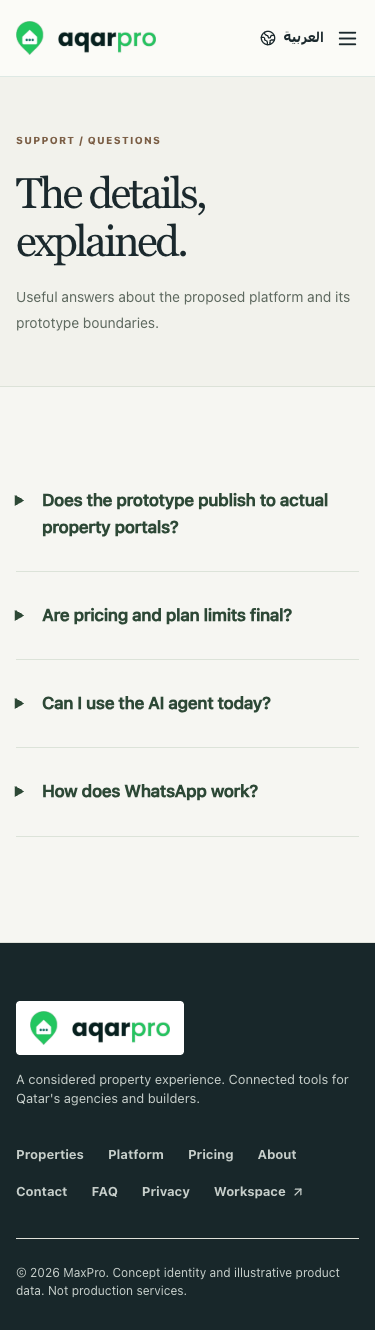 aqarpro
العربية
SUPPORT / QUESTIONS
The details,
explained.
Useful answers about the proposed platform and its
prototype boundaries.
Does the prototype publish to actual
property portals?
Are pricing and plan limits final?
Can I use the AI agent today?
How does WhatsApp work?
aqarpro
A considered property experience. Connected tools for
Qatar's agencies and builders.
Properties Platform Pricing About
Contact FAQ Privacy Workspace ↗
© 2026 MaxPro. Concept identity and illustrative product
data. Not production services.